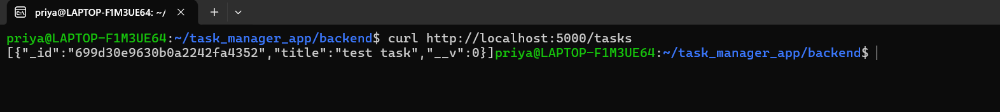 priya@LAPTOP-F1M3UE64: ~/
priya@LAPTOP-F1M3UE64:~/task_manager_app/backend$ curl http://localhost:5000/tasks
[{"_id":"699d30e9630b0a2242fa4352","title":"test task","__v":0}]priya@LAPTOP-F1M3UE64:~/task_manager_app/backend$